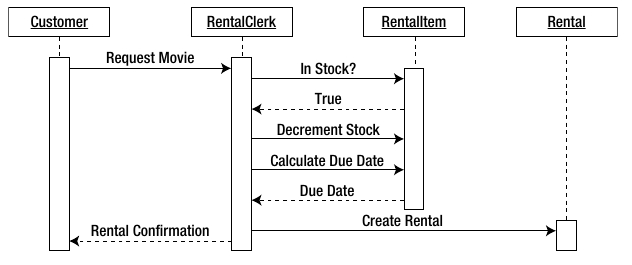 Customer
RentalClerk
RentalItem
Rental
Request Movie
In Stock?
True
Decrement Stock
Calculate Due Date
Due Date
Create Rental
Rental Confirmation